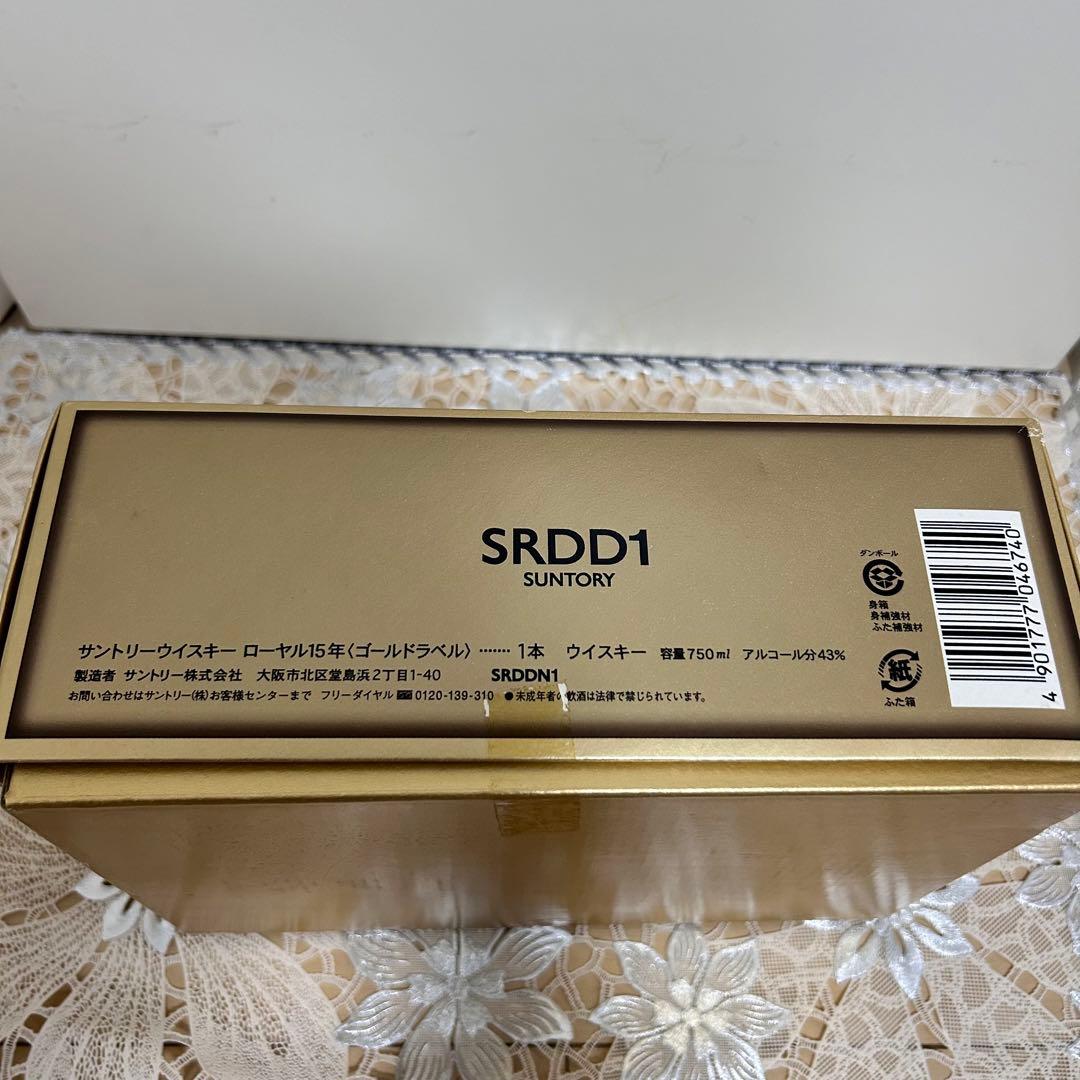 SRDD1
SUNTORY
サントリーウイスキー ローヤル15年〈ゴールドラベル〉 ······· 1本 ウイスキー 容量750ml アルコール分43%
製造者 サントリー株式会社 大阪市北区堂島浜2丁目1-40 SRDDN1
お問い合わせはサントリー(株)お客様センターまで フリーダイヤル 0120-139-310 ●未成年者の飲酒は法律で禁じられています。
ダンボール
身箱
身補強材
ふた補強材
紙
ふた箱
4 901777 046740